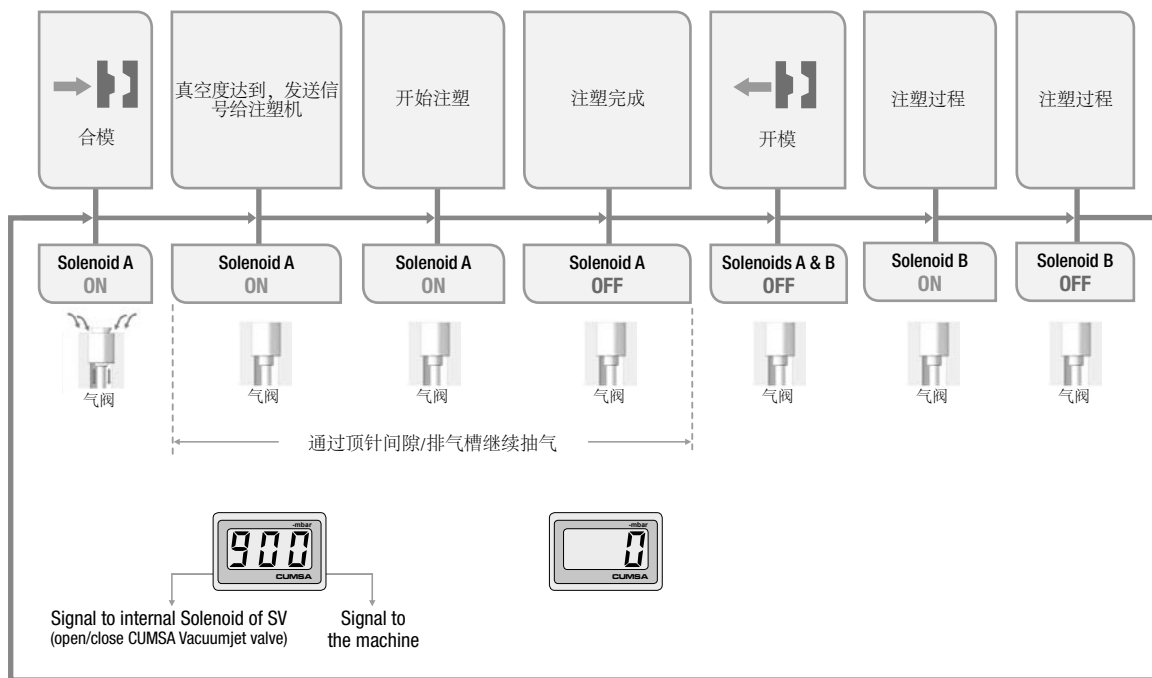 合模
真空度达到，发送信
号给注塑机
开始注塑
注塑完成
开模
注塑过程
注塑过程
Solenoid A
ON
Solenoid A
ON
Solenoid A
ON
Solenoid A
OFF
Solenoids A & B
OFF
Solenoid B
ON
Solenoid B
OFF
气阀
气阀
气阀
气阀
气阀
气阀
气阀
通过顶针间隙/排气槽继续抽气
-mbar
900
CUMSA
-mbar
0
CUMSA
Signal to internal Solenoid of SV
(open/close CUMSA Vacuumjet valve)
Signal to
the machine